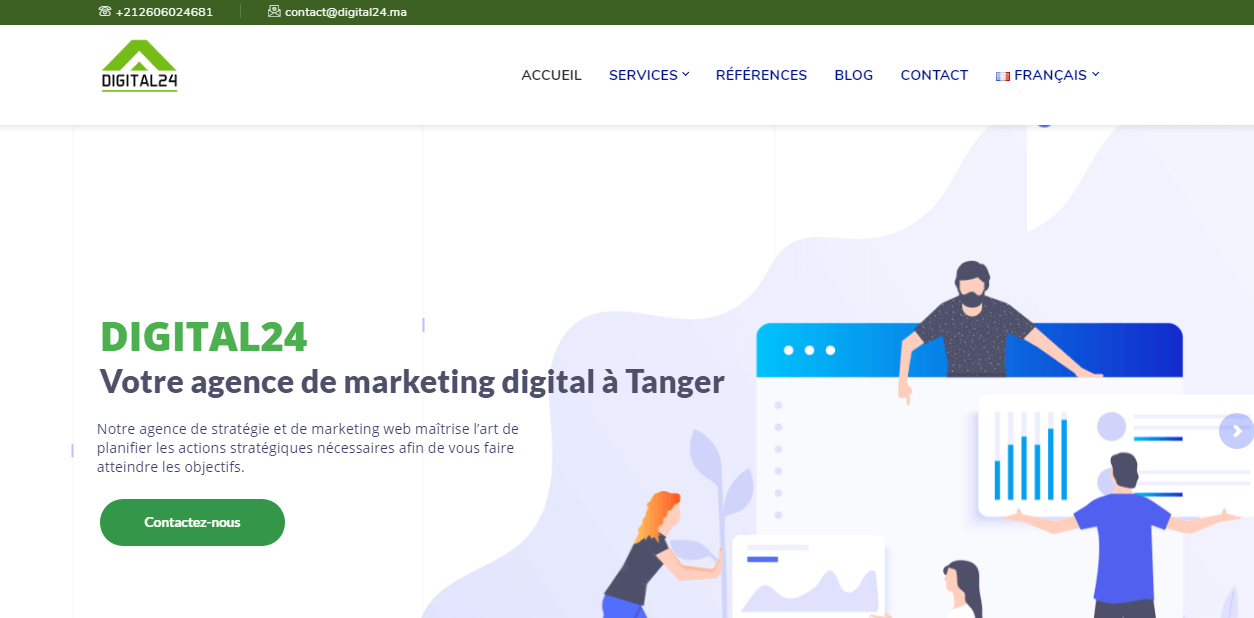 +212606024681
contact@digital24.ma
DIGITAL24
ACCUEIL
SERVICES
RÉFÉRENCES
BLOG
CONTACT
FRANÇAIS
DIGITAL24
Votre agence de marketing digital à Tanger
Notre agence de stratégie et de marketing web maîtrise l’art de
planifier les actions stratégiques nécessaires afin de vous faire
atteindre les objectifs.
Contactez-nous